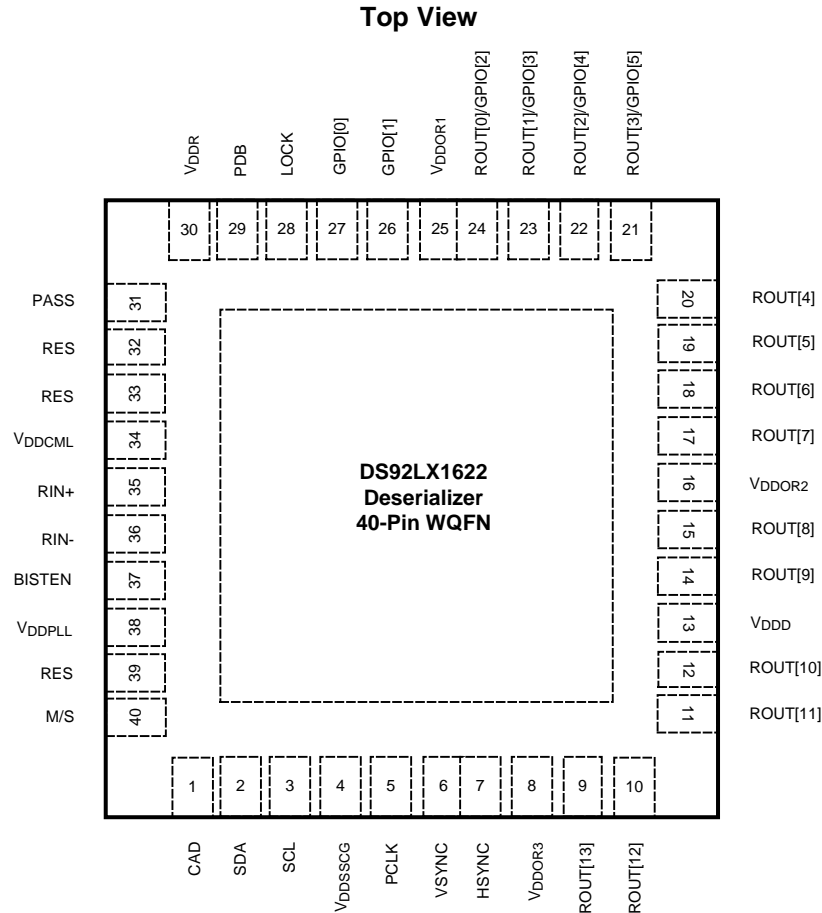 Top View
VDDR
PDB
LOCK
GPIO[0]
GPIO[1]
VDDOR1
ROUT[0]/GPIO[2]
ROUT[1]/GPIO[3]
ROUT[2]/GPIO[4]
ROUT[3]/GPIO[5]
30 29 28 27 26 25 24 23 22 21
PASS 31
RES 32
RES 33
VDDCML 34
RIN+ 35
RIN- 36
BISTEN 37
VDDPLL 38
RES 39
M/S 40
DS92LX1622
Deserializer
40-Pin WQFN
20 ROUT[4]
19 ROUT[5]
18 ROUT[6]
17 ROUT[7]
16 VDDOR2
15 ROUT[8]
14 ROUT[9]
13 VDDD
12 ROUT[10]
11 ROUT[11]
1 2 3 4 5 6 7 8 9 10
CAD
SDA
SCL
VDDSSCG
PCLK
VSYNC
HSYNC
VDDOR3
ROUT[13]
ROUT[12]